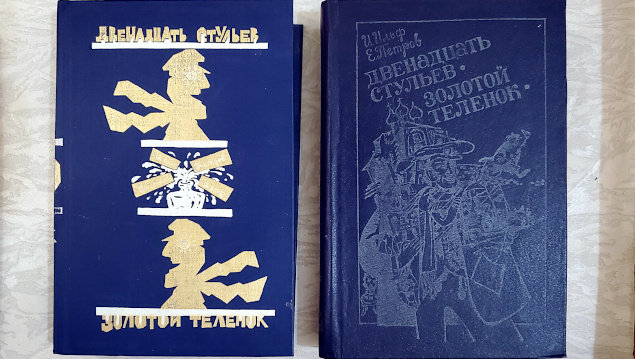 ДВЕНАДЦАТЬ СТУЛЬЕВ
ЗОЛОТОЙ ТЕЛЕНОК
И. Ильф
Е. Петров
ДВЕНАДЦАТЬ
СТУЛЬЕВ•
ЗОЛОТОЙ
ТЕЛЕНОК•